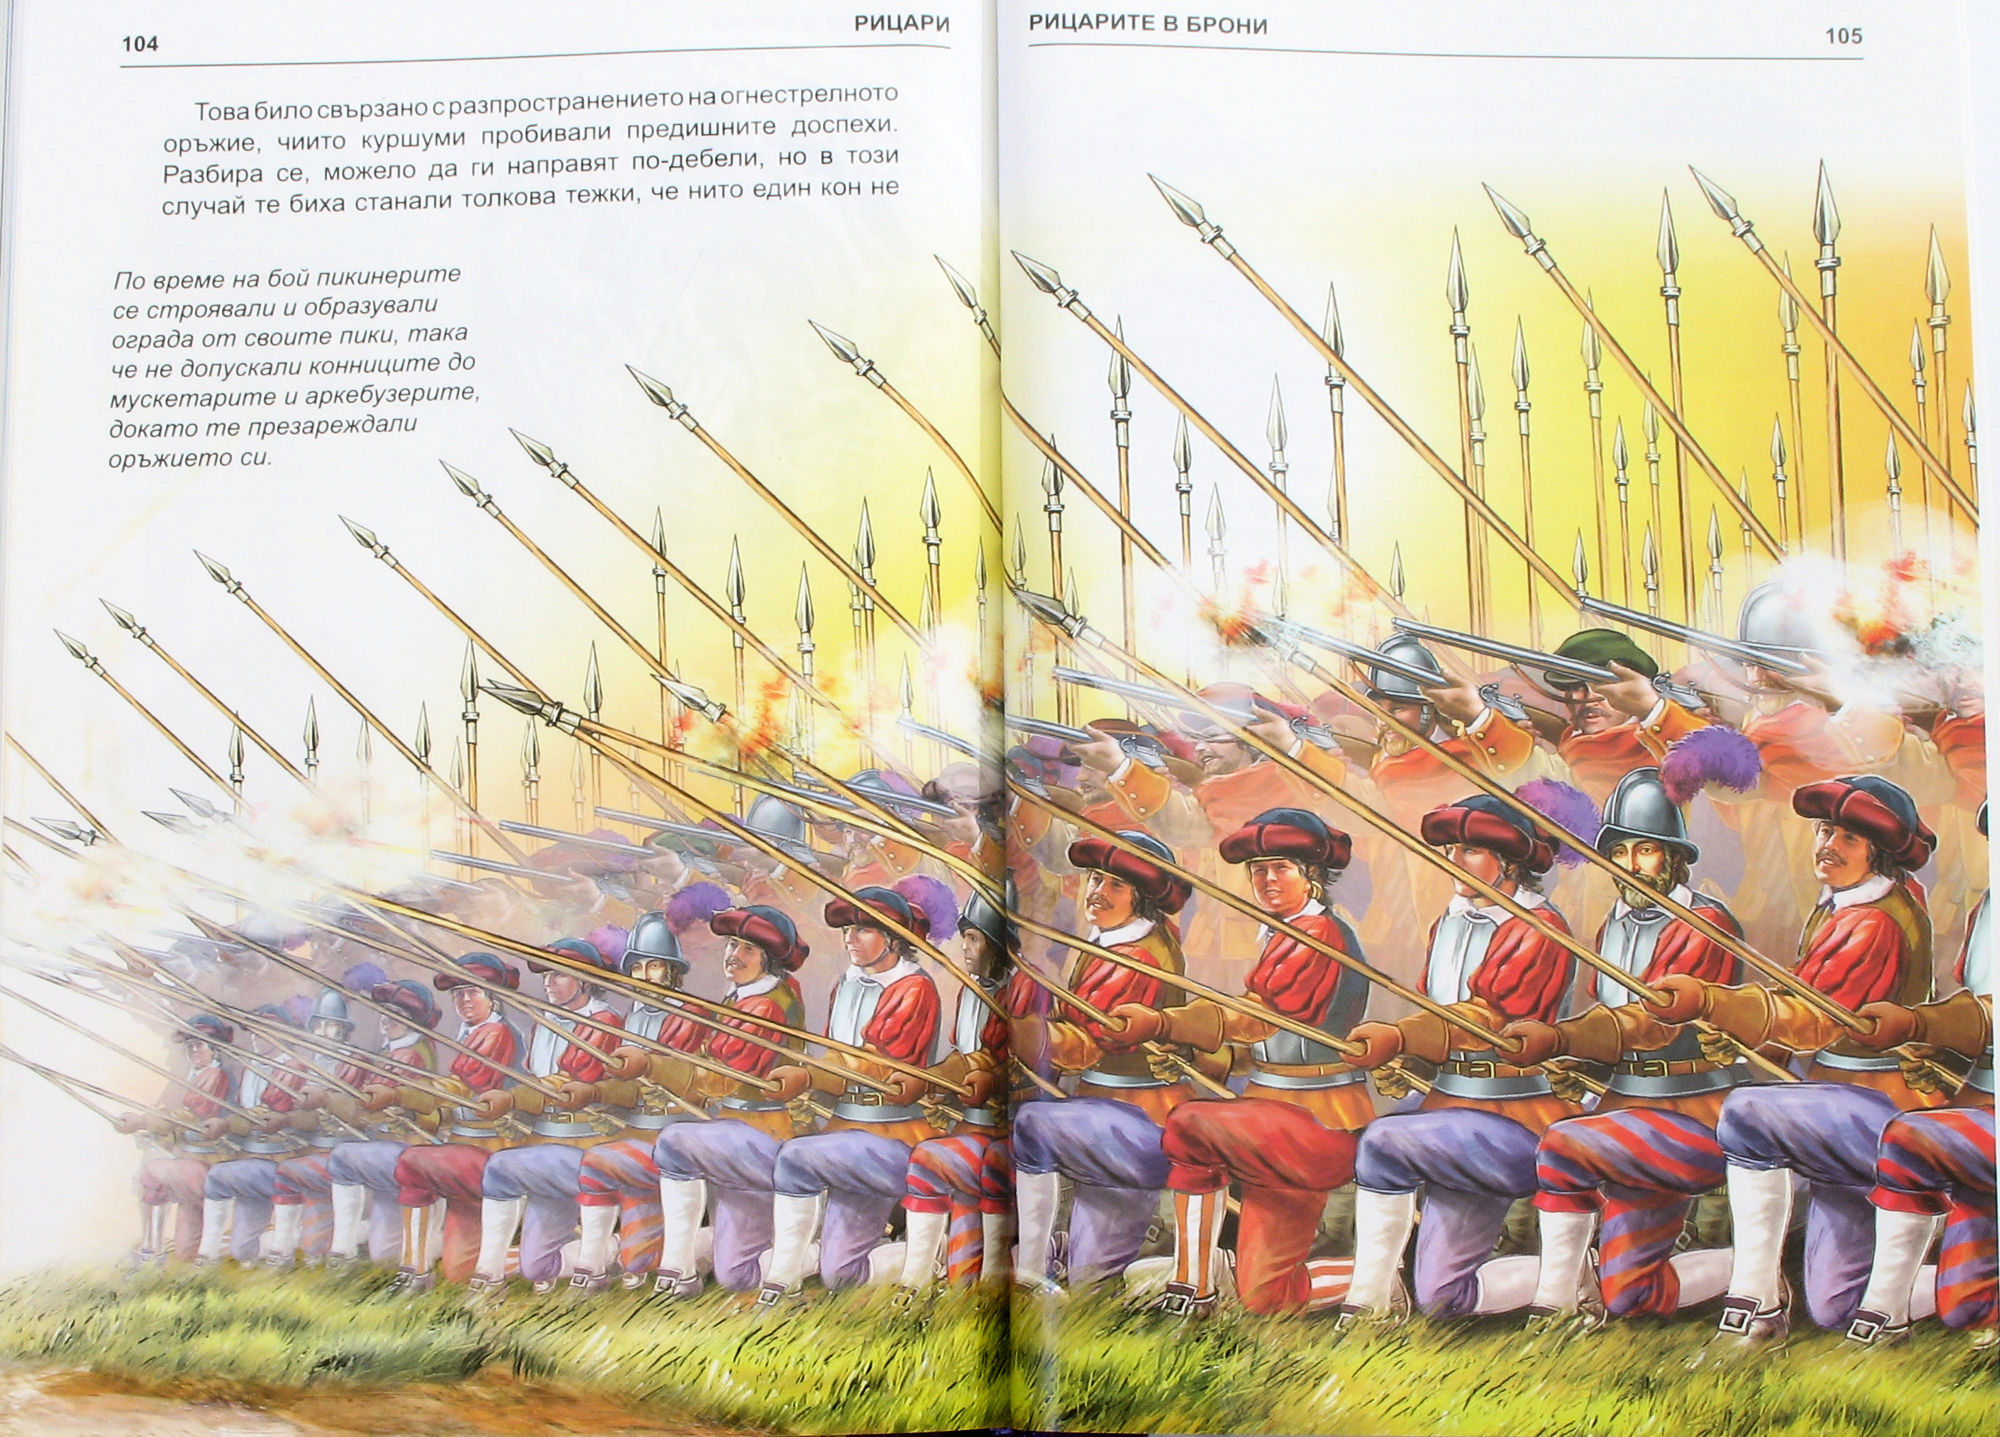 104
РИЦАРИ
Това било свързано с разпространението на огнестрелното
оръжие, чиито куршуми пробивали предишните доспехи.
Разбира се, можело да ги направят по-дебели, но в този
случай те биха станали толкова тежки, че нито един кон не
По време на бой пикинерите
се строявали и образували
ограда от своите пики, така
че не допускали конниците до
мускетарите и аркебузерите,
докато те презареждали
оръжието си.
РИЦАРИТЕ В БРОНИ
105